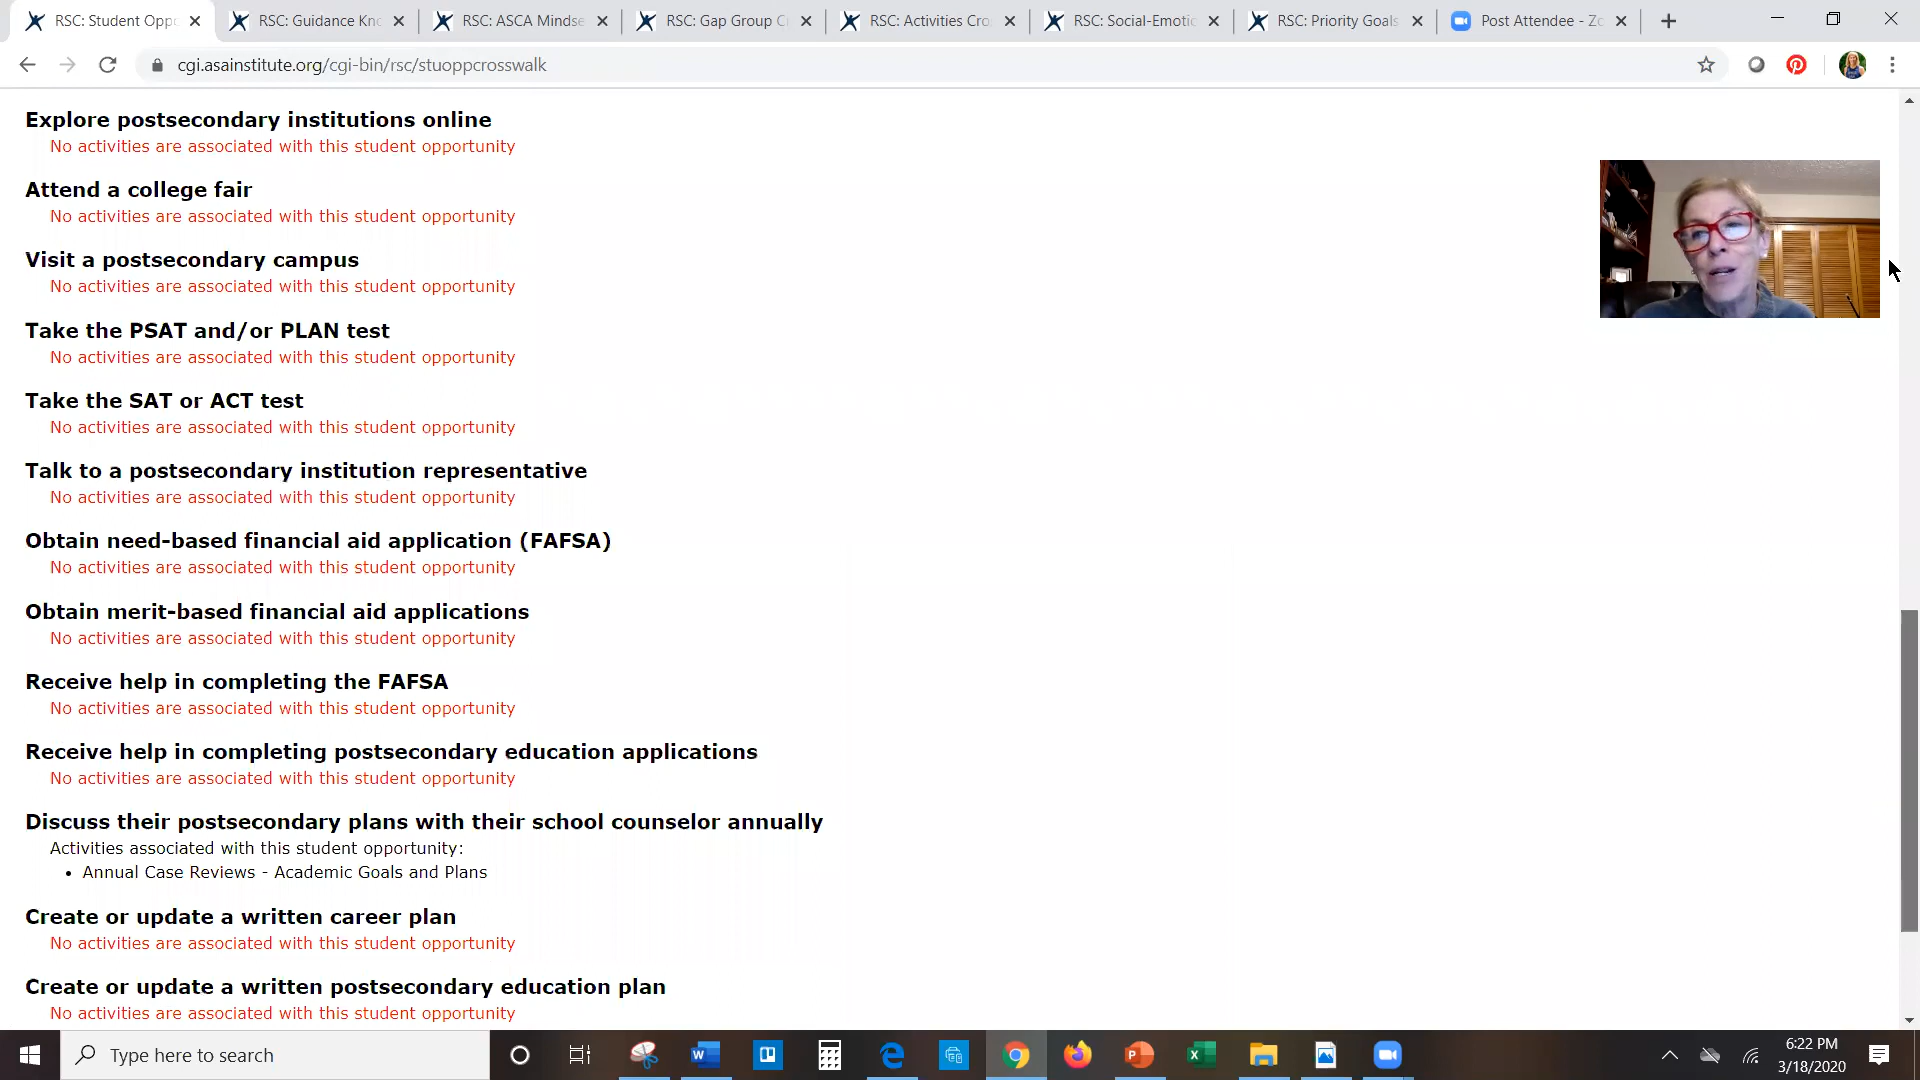 RSC: Student Opp
RSC: Guidance Kno
RSC: ASCA Mindse
RSC: Gap Group C
RSC: Activities Cro
RSC: Social-Emotic
RSC: Priority Goals
Post Attendee - Zo
cgi.asainstitute.org/cgi-bin/rsc/stuoppcrosswalk
Explore postsecondary institutions online
No activities are associated with this student opportunity
Attend a college fair
No activities are associated with this student opportunity
Visit a postsecondary campus
No activities are associated with this student opportunity
Take the PSAT and/or PLAN test
No activities are associated with this student opportunity
Take the SAT or ACT test
No activities are associated with this student opportunity
Talk to a postsecondary institution representative
No activities are associated with this student opportunity
Obtain need-based financial aid application (FAFSA)
No activities are associated with this student opportunity
Obtain merit-based financial aid applications
No activities are associated with this student opportunity
Receive help in completing the FAFSA
No activities are associated with this student opportunity
Receive help in completing postsecondary education applications
No activities are associated with this student opportunity
Discuss their postsecondary plans with their school counselor annually
Activities associated with this student opportunity:
• Annual Case Reviews - Academic Goals and Plans
Create or update a written career plan
No activities are associated with this student opportunity
Create or update a written postsecondary education plan
No activities are associated with this student opportunity
Type here to search
6:22 PM
3/18/2020